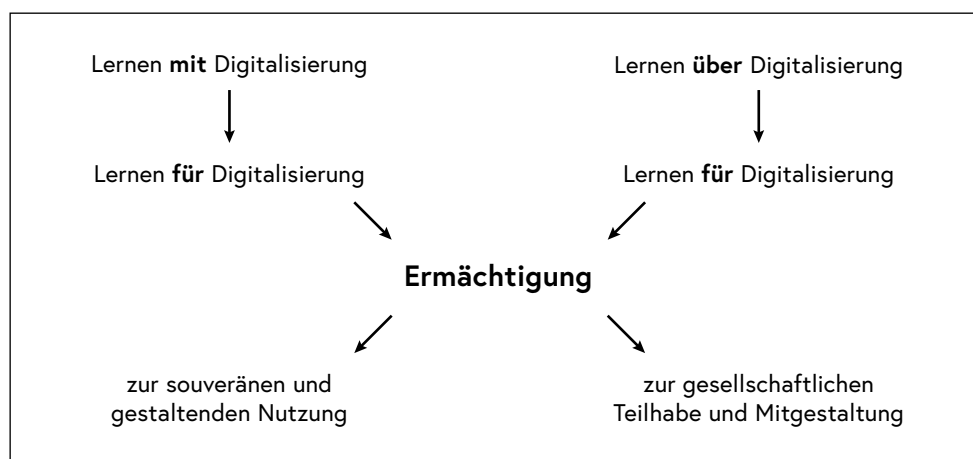 Lernen mit Digitalisierung
Lernen über Digitalisierung
Lernen für Digitalisierung
Lernen für Digitalisierung
Ermächtigung
zur souveränen und
gestaltenden Nutzung
zur gesellschaftlichen
Teilhabe und Mitgestaltung